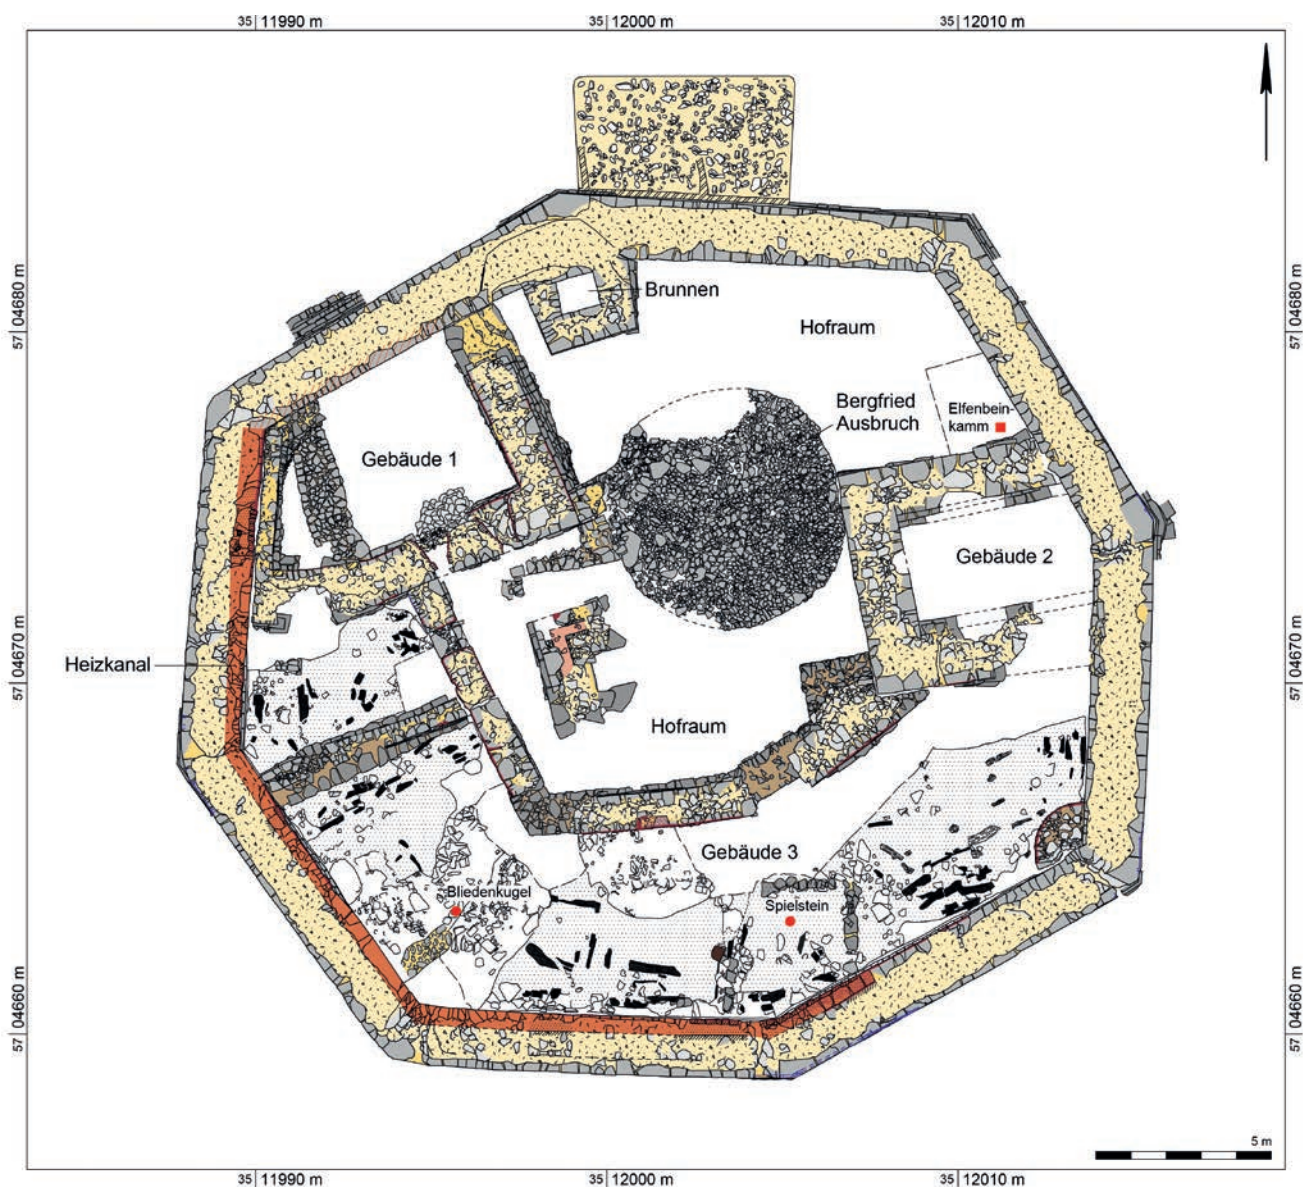 35 11990 m
35 12000 m
35 12010 m
57 04680 m
57 04680 m
Brunnen
Hofraum
Bergfried
Ausbruch
Elfenbein-
kamm
Gebäude 1
Gebäude 2
57 04670 m
Heizkanal
57 04670 m
Hofraum
Gebäude 3
Bliedenkugel
Spielstein
57 04660 m
57 04660 m
5 m
35 11990 m
35 12000 m
35 12010 m